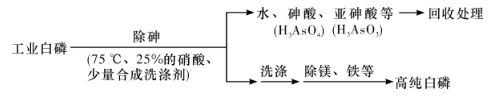 工业白磷
除砷
(75 ℃、25%的硝酸、
少量合成洗涤剂)
水、砷酸、亚砷酸等
(H₃AsO₄) (H₃AsO₃)
回收处理
洗涤
除镁、铁等
高纯白磷